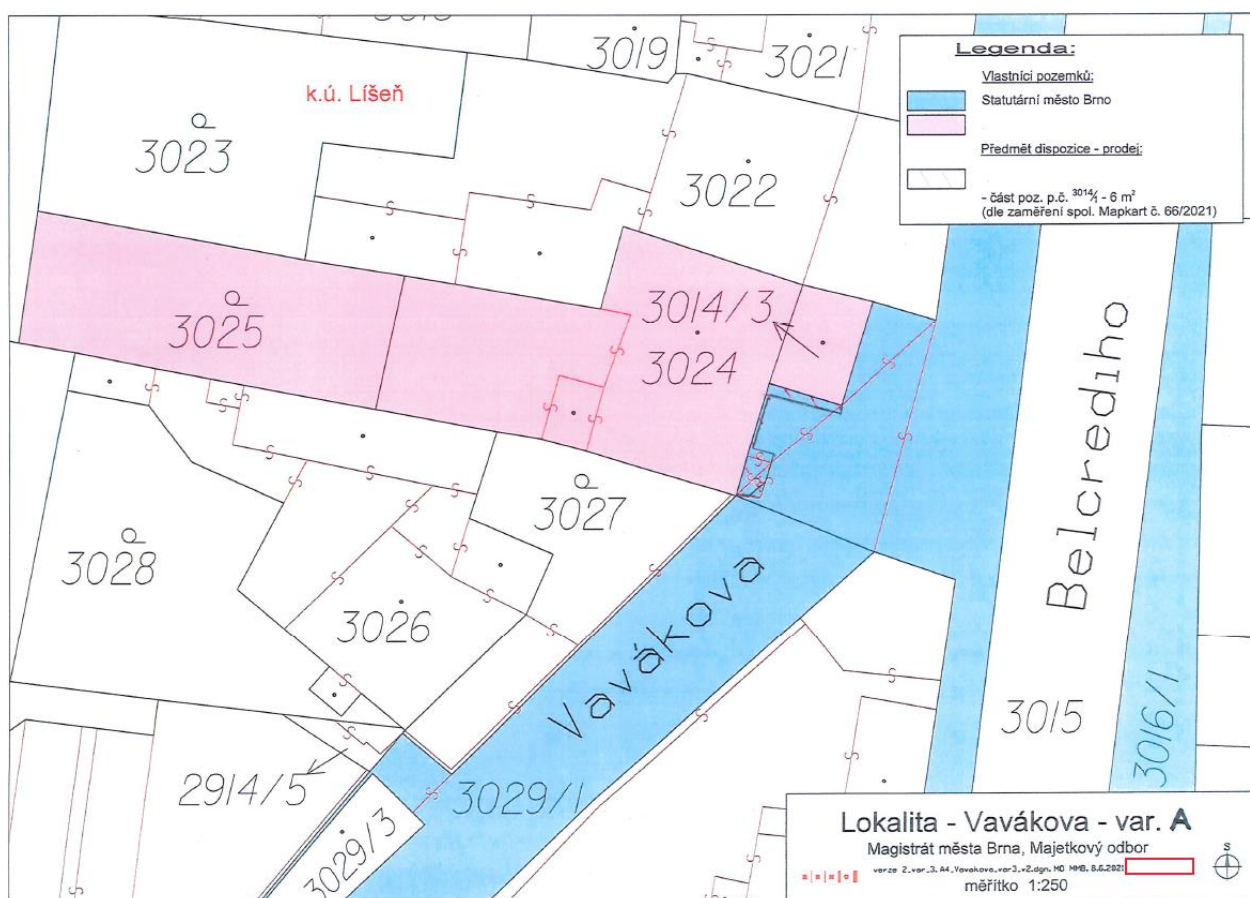 3019
3021
k.ú. Líšeň
3023
3022
Legenda:
Vlastníci pozemků:
Statutární město Brno
Předmět dispozice - prodej:
- část poz. p.č. 3014/1 - 6 m²
(dle zaměření spol. Mapkart č. 66/2021)
3025
3014/3
3024
Belcrediho
3027
3028
3026
Vavákova
3015
3016/1
2914/5
3029/1
3029/3
Lokalita - Vavákova - var. A
Magistrát města Brna, Majetkový odbor
měřítko 1:250
S